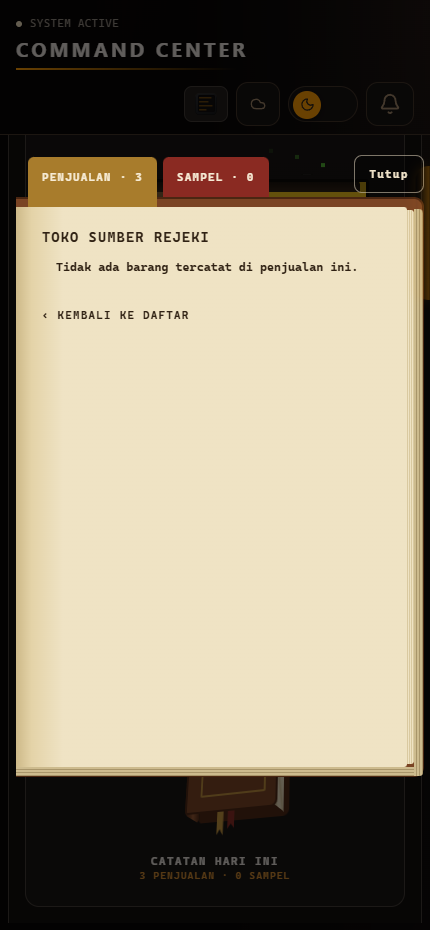 SYSTEM ACTIVE
COMMAND CENTER
PENJUALAN · 3
SAMPEL · 0
Tutup
TOKO SUMBER REJEKI
Tidak ada barang tercatat di penjualan ini.
‹ KEMBALI KE DAFTAR
CATATAN HARI INI
3 PENJUALAN · 0 SAMPEL